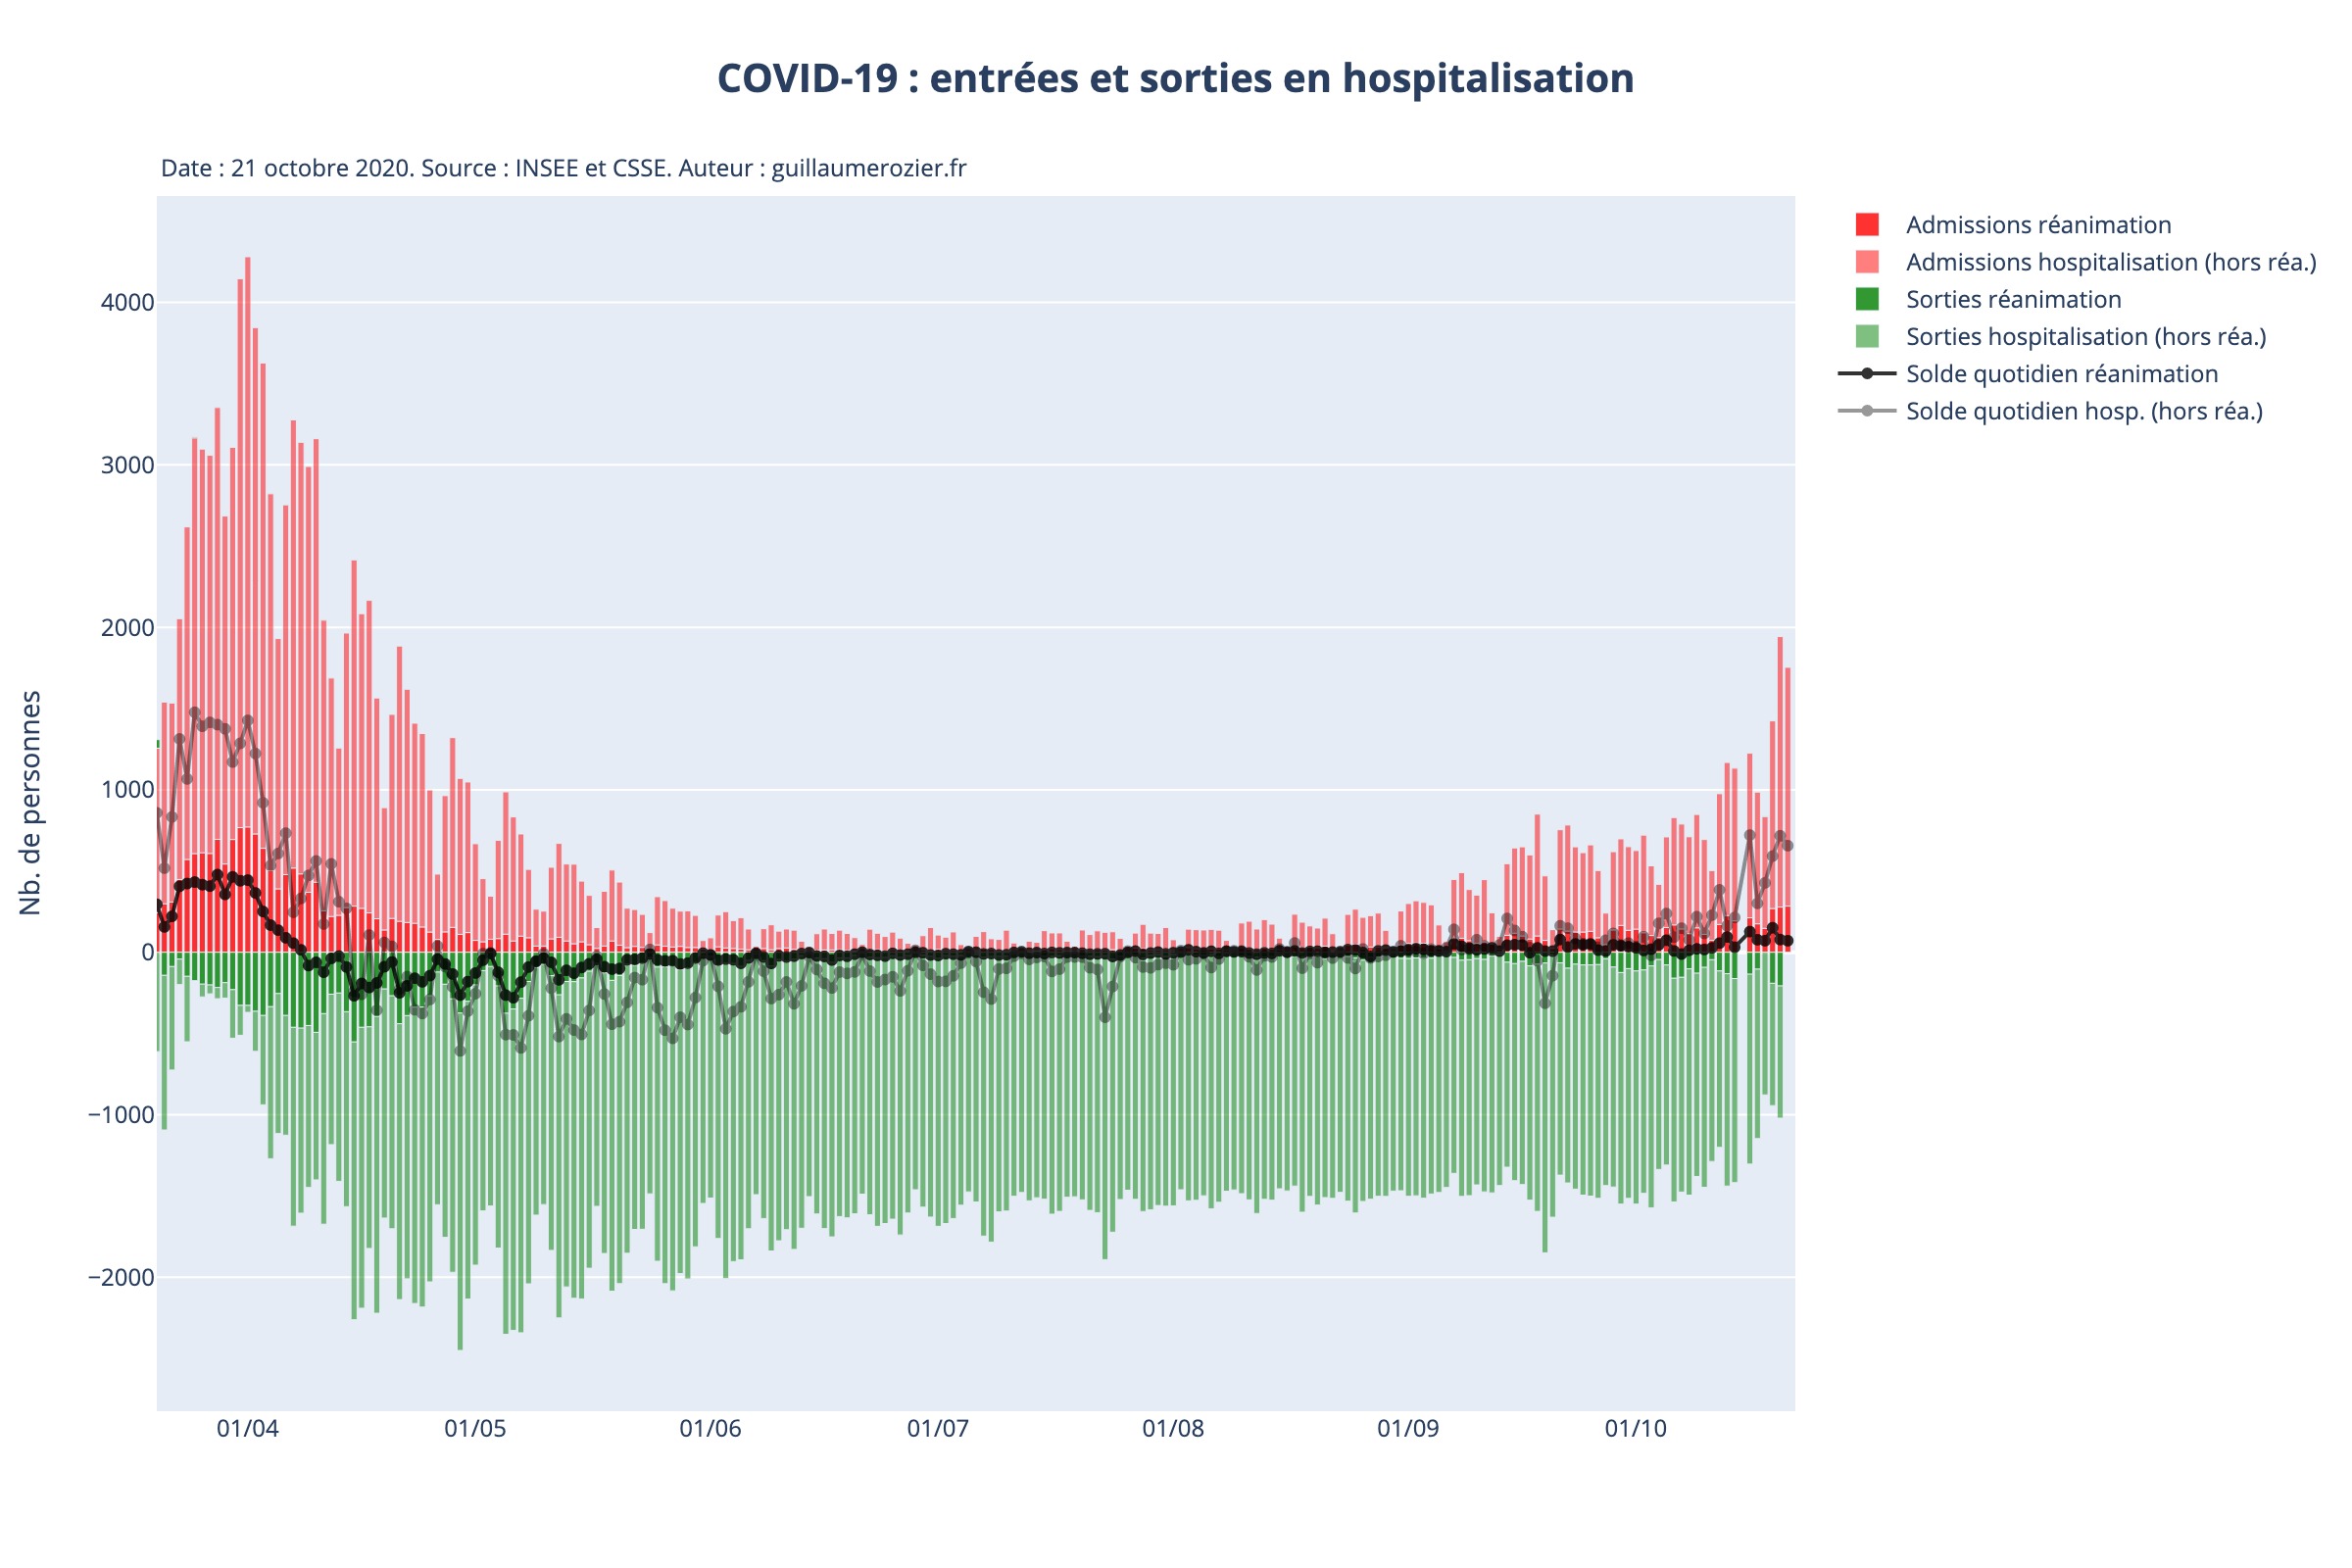 COVID-19 : entrées et sorties en hospitalisation
Date : 21 octobre 2020. Source : INSEE et CSSE. Auteur : guillaumerozier.fr
Admissions réanimation
Admissions hospitalisation (hors réa.)
Sorties réanimation
Sorties hospitalisation (hors réa.)
Solde quotidien réanimation
Solde quotidien hosp. (hors réa.)
Nb. de personnes
4000
3000
2000
1000
0
−1000
−2000
01/04 01/05 01/06 01/07 01/08 01/09 01/10